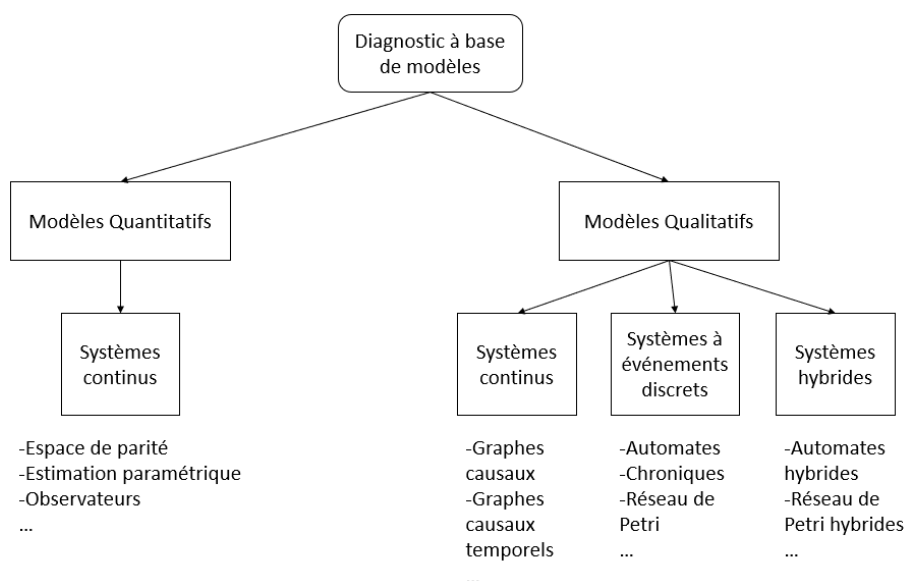 Diagnostic à base
de modèles
Modèles Quantitatifs
Modèles Qualitatifs
Systèmes
continus
Systèmes
continus
Systèmes à
événements
discrets
Systèmes
hybrides
-Espace de parité
-Estimation paramétrique
-Observateurs
...
-Graphes
causaux
-Graphes
causaux
temporels
...
-Automates
-Chroniques
-Réseau de
Petri
...
-Automates
hybrides
-Réseau de
Petri hybrides
...